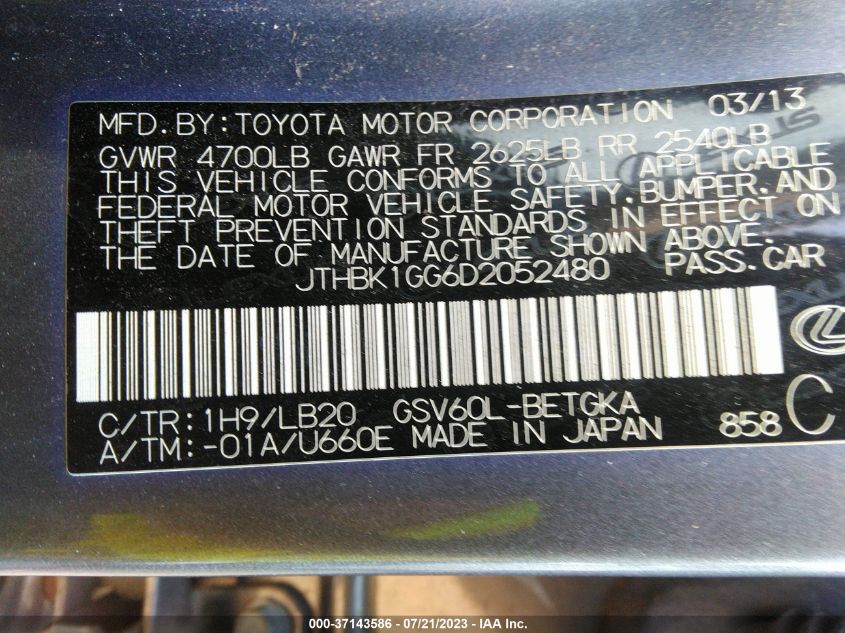 MFD. BY: TOYOTA MOTOR CORPORATION 03/13
GVWR 4700LB GAWR FR 2625LB RR 2540LB
THIS VEHICLE CONFORMS TO ALL APPLICABLE
FEDERAL MOTOR VEHICLE SAFETY, BUMPER, AND
THEFT PREVENTION STANDARDS IN EFFECT ON
THE DATE OF MANUFACTURE SHOWN ABOVE.
JTHBK1GG6D2052480 PASS. CAR
C/TR: 1H9/LB20 GSV60L-BETGKA
A/TM: -01A/U660E MADE IN JAPAN 858 C
000-37143586 - 07/21/2023 - IAA Inc.